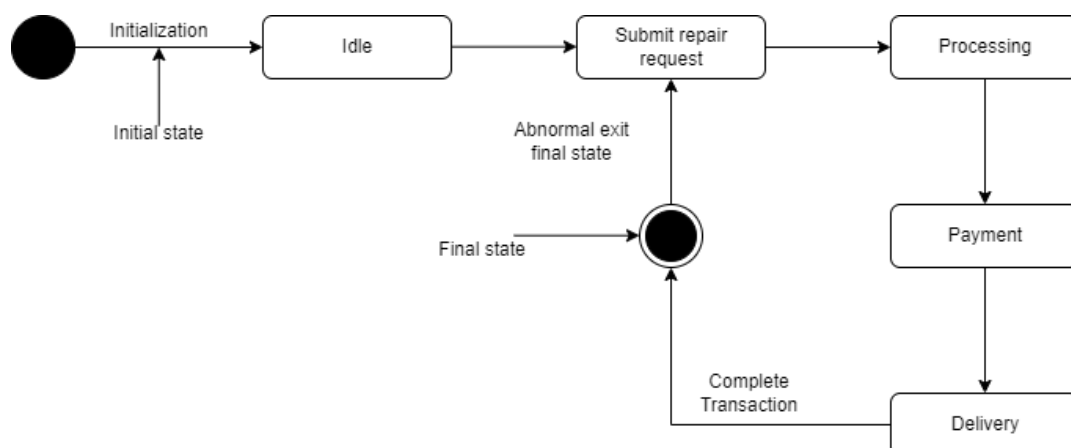 Initialization
Idle
Submit repair
request
Processing
Initial state
Abnormal exit
final state
Final state
Payment
Complete
Transaction
Delivery